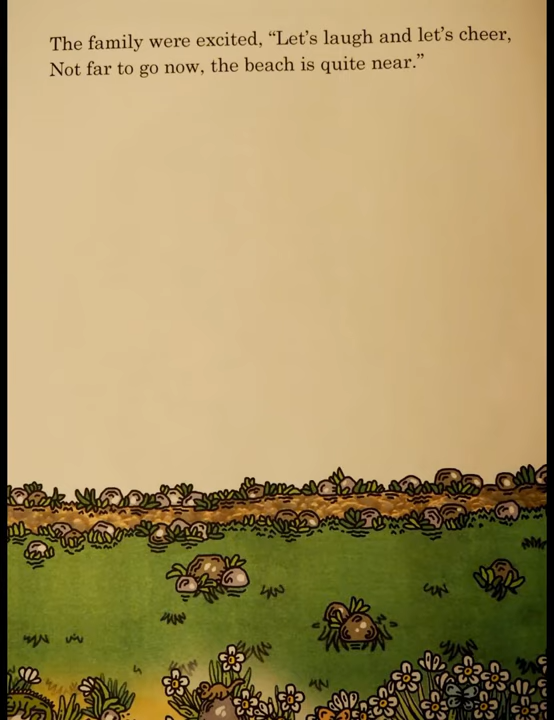 The family were excited, “Let’s laugh and let’s cheer,
Not far to go now, the beach is quite near.”